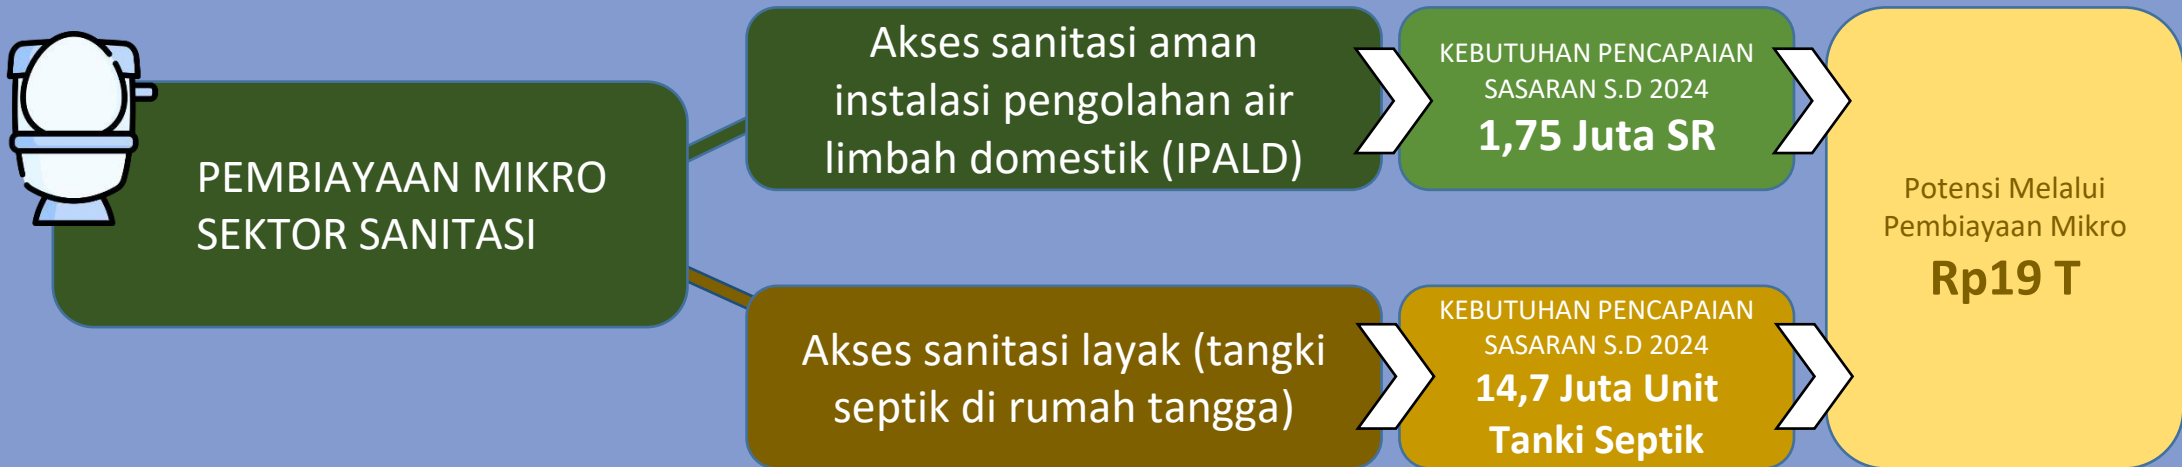 PEMBIAYAAN MIKRO
SEKTOR SANITASI
Akses sanitasi aman
instalasi pengolahan air
limbah domestik (IPALD)
KEBUTUHAN PENCAPAIAN
SASARAN S.D 2024
1,75 Juta SR
Akses sanitasi layak (tangki
septik di rumah tangga)
KEBUTUHAN PENCAPAIAN
SASARAN S.D 2024
14,7 Juta Unit
Tanki Septik
Potensi Melalui
Pembiayaan Mikro
Rp19 T